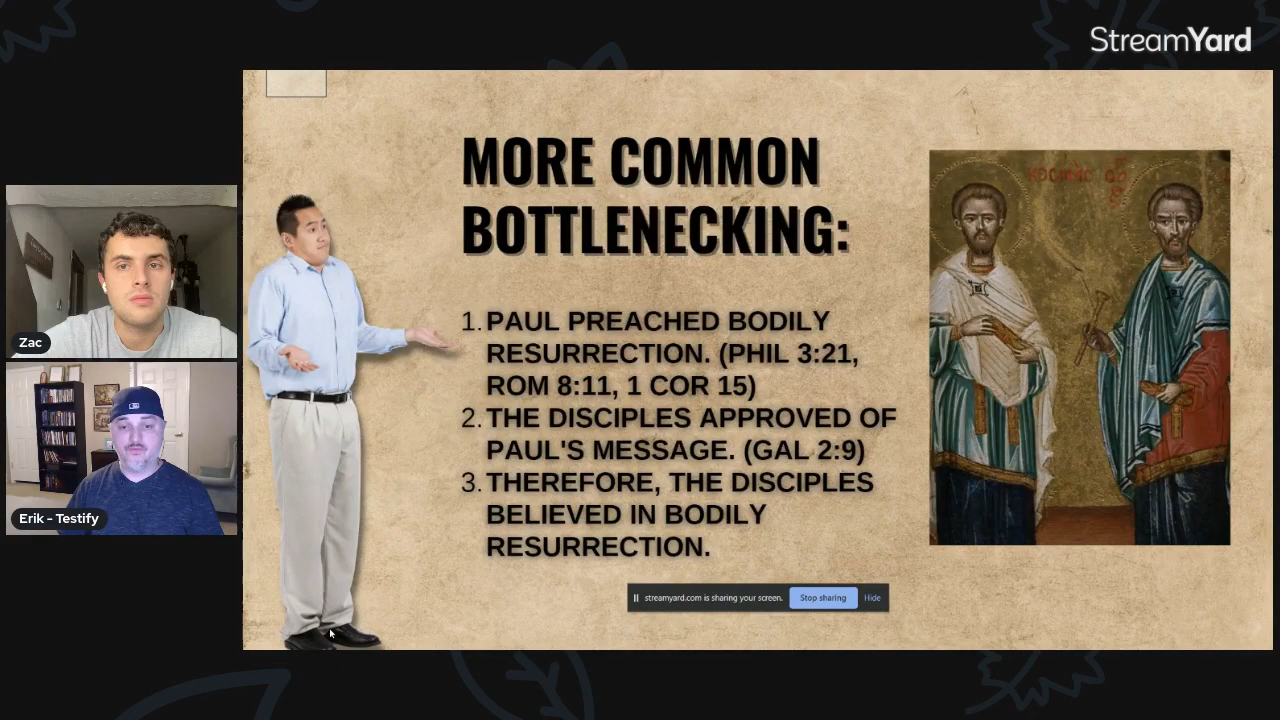 StreamYard
MORE COMMON
BOTTLENECKING:
1. PAUL PREACHED BODILY
RESURRECTION. (PHIL 3:21,
ROM 8:11, 1 COR 15)
2. THE DISCIPLES APPROVED OF
PAUL'S MESSAGE. (GAL 2:9)
3. THEREFORE, THE DISCIPLES
BELIEVED IN BODILY
RESURRECTION.
streamyard.com is sharing your screen. Stop sharing Hide
Zac
Erik - Testify